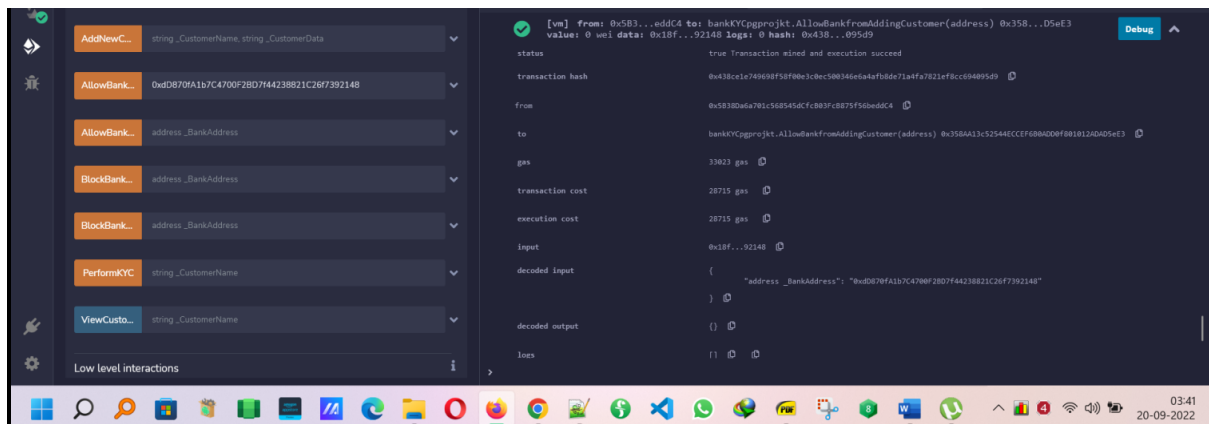 AddNewC... string _CustomerName, string _CustomerData
AllowBank... 0xdD870fA1b7C4700F2BD7f44238821C26f7392148
AllowBank... address _BankAddress
BlockBank... address _BankAddress
BlockBank... address _BankAddress
PerformKYC string _CustomerName
ViewCusto... string _CustomerName
Low level interactions
i
[vm] from: 0x5B3...eddC4 to: bankKYCpgprojkt.AllowBankfromAddingCustomer(address) 0x358...D5eE3
value: 0 wei data: 0x18f...92148 logs: 0 hash: 0x438...095d9
Debug
status true Transaction mined and execution succeed
transaction hash 0x438ce1e749698f58f00e3c0ec500346e6a4afb8de71a4fa7821ef8cc694095d9
from 0x5B38Da6a701c568545dCfcB03FcB875f56beddC4
to bankKYCpgprojkt.AllowBankfromAddingCustomer(address) 0x358AA13c52544ECCEF6B0ADD0f801012ADAD5eE3
gas 33023 gas
transaction cost 28715 gas
execution cost 28715 gas
input 0x18f...92148
decoded input {
"address _BankAddress": "0xdD870fA1b7C4700F2BD7f44238821C26f7392148"
}
decoded output {}
logs []
>
03:41
20-09-2022